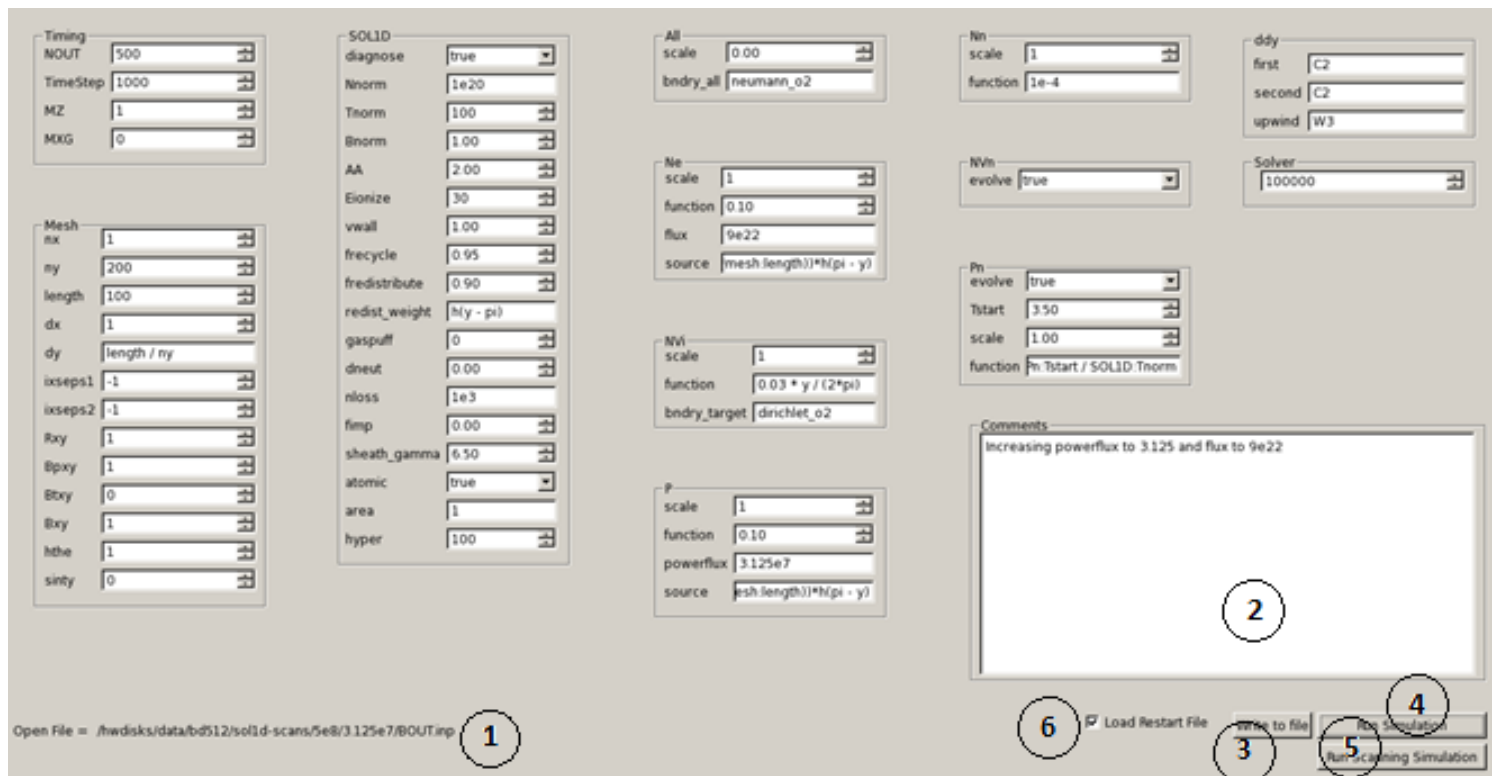 Timing
NOUT 500
TimeStep 1000
MZ 1
MXG 0
Mesh
nx 1
ny 200
length 100
dx 1
dy length / ny
ixseps1 -1
ixseps2 -1
Rxy 1
Bpxy 1
Btxy 0
Bxy 1
hthe 1
sinty 0
SOL1D
diagnose true
Nnorm 1e20
Tnorm 100
Bnorm 1.00
AA 2.00
Eionize 30
vwall 1.00
frecycle 0.95
fredistribute 0.90
redist_weight h(y - pi)
gaspuff 0
dneut 0.00
nloss 1e3
fimp 0.00
sheath_gamma 6.50
atomic true
area 1
hyper 100
All
scale 0.00
bndry_all neumann_o2
Ne
scale 1
function 0.10
flux 9e22
source mesh:length))*h(pi - y)
NVi
scale 1
function 0.03 * y / (2*pi)
bndry_target dirichlet_o2
P
scale 1
function 0.10
powerflux 3.125e7
source esh:length))*h(pi - y)
Nn
scale 1
function 1e-4
NVn
evolve true
Pn
evolve true
Tstart 3.50
scale 1.00
function Pn:Tstart / SOL1D:Tnorm
ddy
first C2
second C2
upwind W3
Solver
100000
Comments
Increasing powerflux to 3.125 and flux to 9e22
2
Open File = /hwdisks/data/bd512/sol1d-scans/5e8/3.125e7/BOUT.inp 1
6 Load Restart File Write to file Run Simulation 4
3 5 Run Scanning Simulation